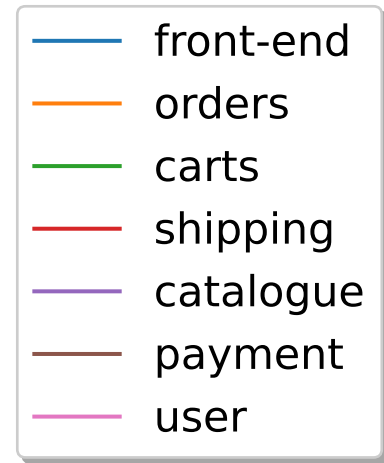 front-end
orders
carts
shipping
catalogue
payment
user